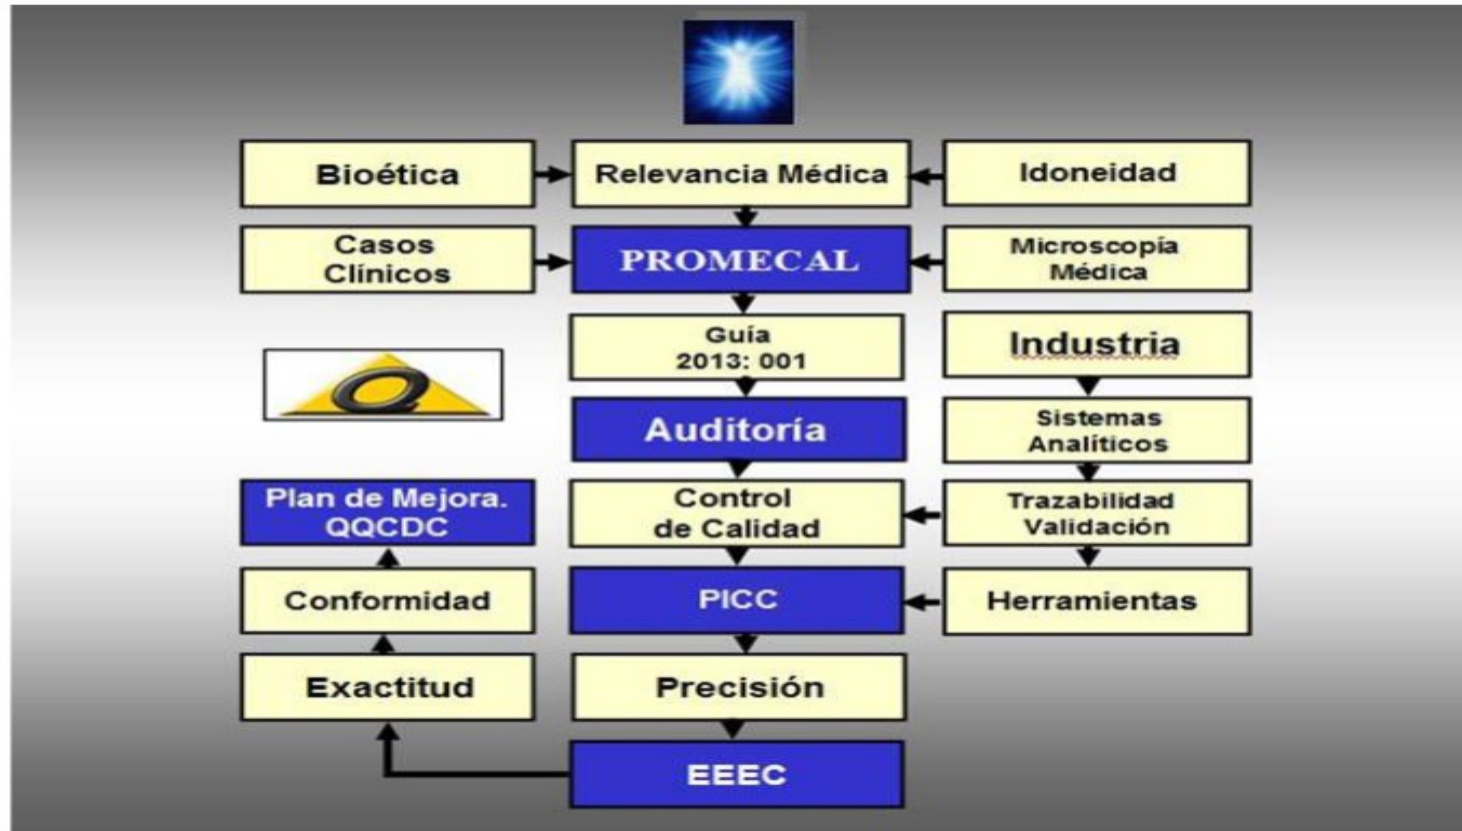 Bioética
Relevancia Médica
Idoneidad
Casos
Clínicos
PROMECAL
Microscopía
Médica
Guía
2013: 001
Industria
Q
Auditoría
Sistemas
Analíticos
Plan de Mejora.
QQCDC
Control
de Calidad
Trazabilidad
Validación
Conformidad
PICC
Herramientas
Exactitud
Precisión
EEEC